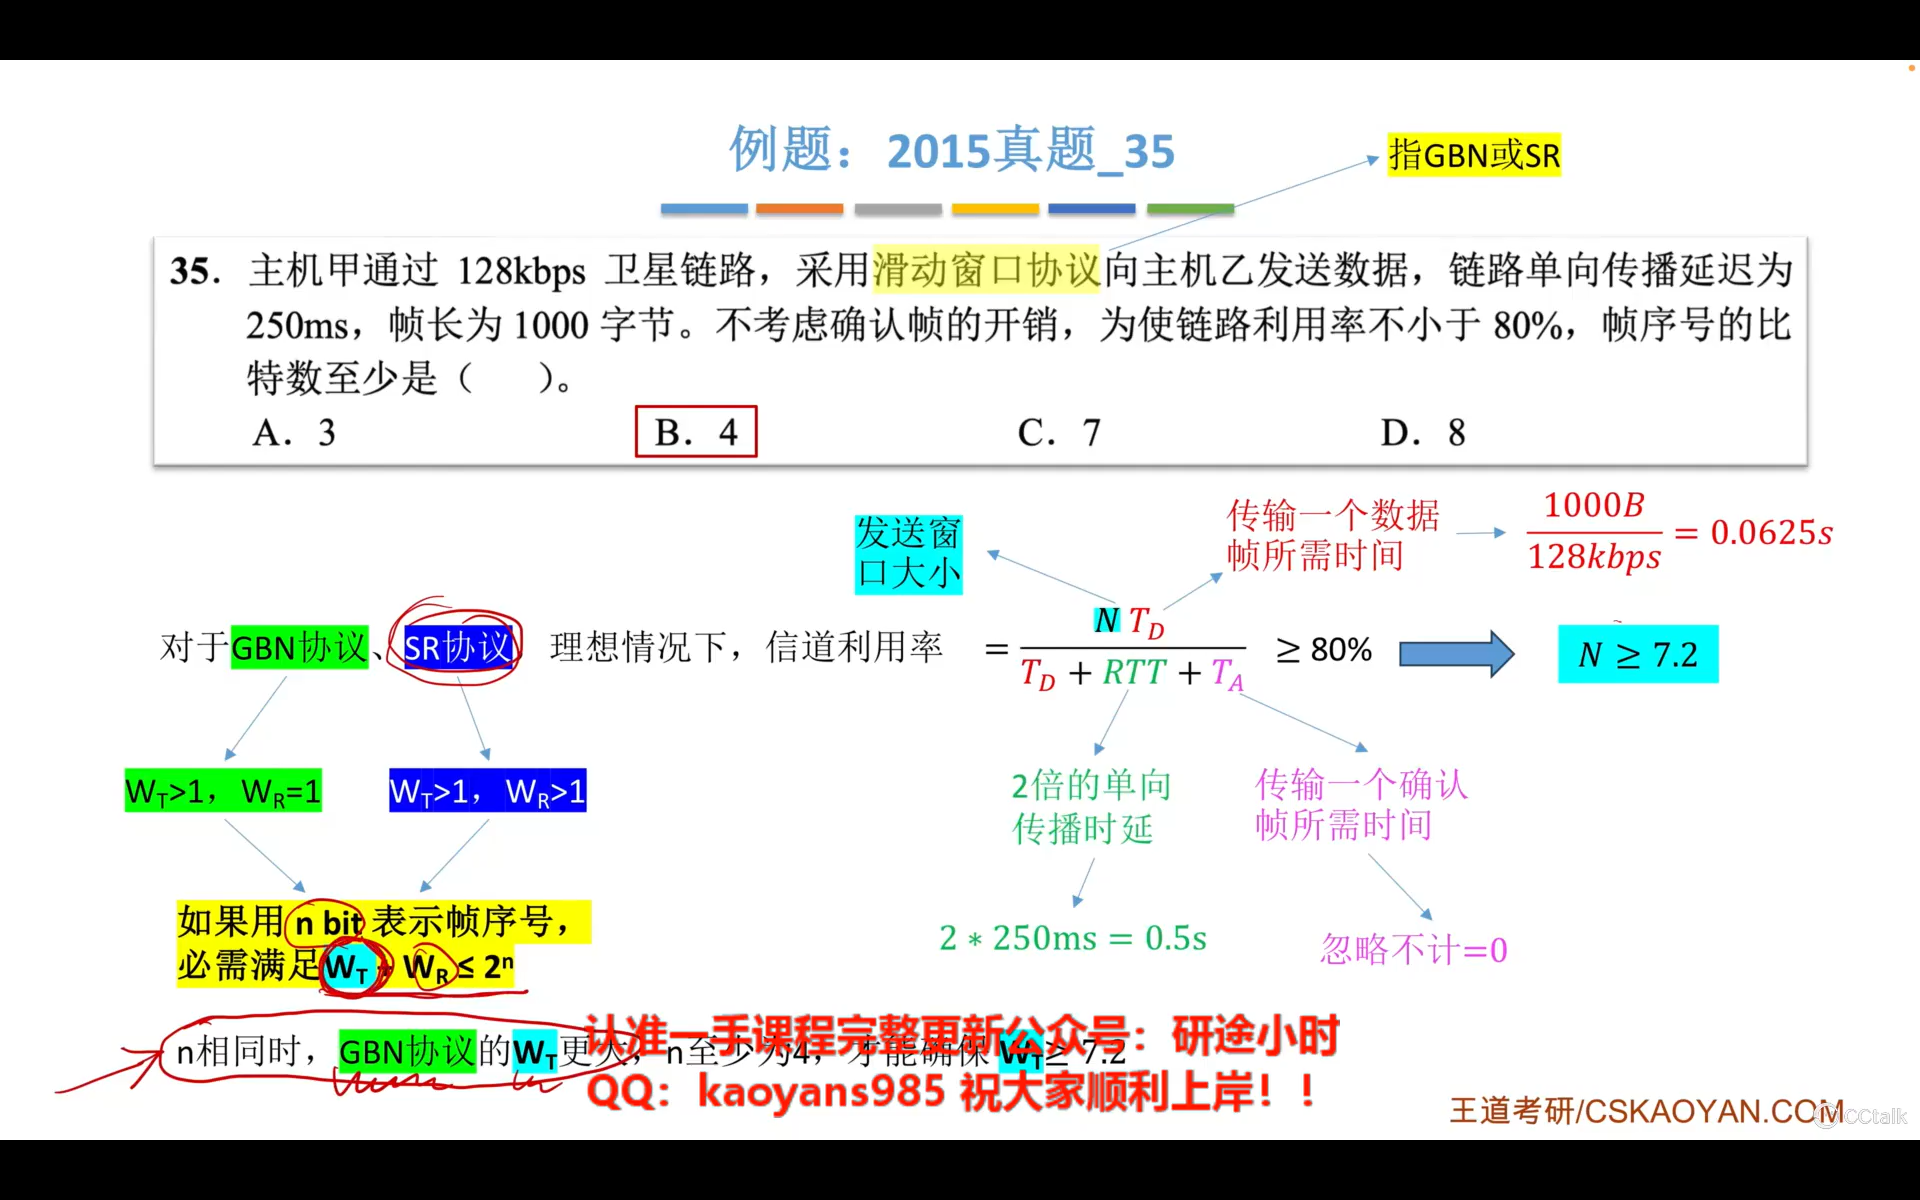 例题：2015真题_35
指GBN或SR
35．主机甲通过 128kbps 卫星链路，采用滑动窗口协议向主机乙发送数据，链路单向传播延迟为
250ms，帧长为 1000 字节。不考虑确认帧的开销，为使链路利用率不小于 80%，帧序号的比
特数至少是（　　）。
A．3 B．4 C．7 D．8
发送窗
口大小
传输一个数据
帧所需时间
1000B
128kbps
= 0.0625s
对于GBN协议、SR协议 理想情况下，信道利用率
=
N T_D
T_D + RTT + T_A
≥ 80%
N ≥ 7.2
W_T>1，W_R=1
W_T>1，W_R>1
2倍的单向
传播时延
传输一个确认
帧所需时间
如果用 n bit 表示帧序号，
必需满足W_T + W_R ≤ 2ⁿ
2 * 250ms = 0.5s
忽略不计=0
n相同时，GBN协议的W_T更大，n至少为4，才能确保 W_T≥ 7.2
认准一手课程完整更新公众号：研途小时
QQ：kaoyans985 祝大家顺利上岸！！
王道考研/CSKAOYAN.COM
CCtalk